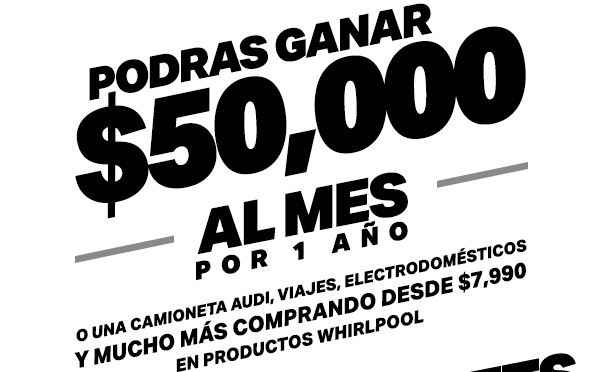 PODRAS GANAR
$50,000
AL MES
POR 1 AÑO
O UNA CAMIONETA AUDI, VIAJES, ELECTRODOMÉSTICOS
Y MUCHO MÁS COMPRANDO DESDE $7,990
EN PRODUCTOS WHIRLPOOL